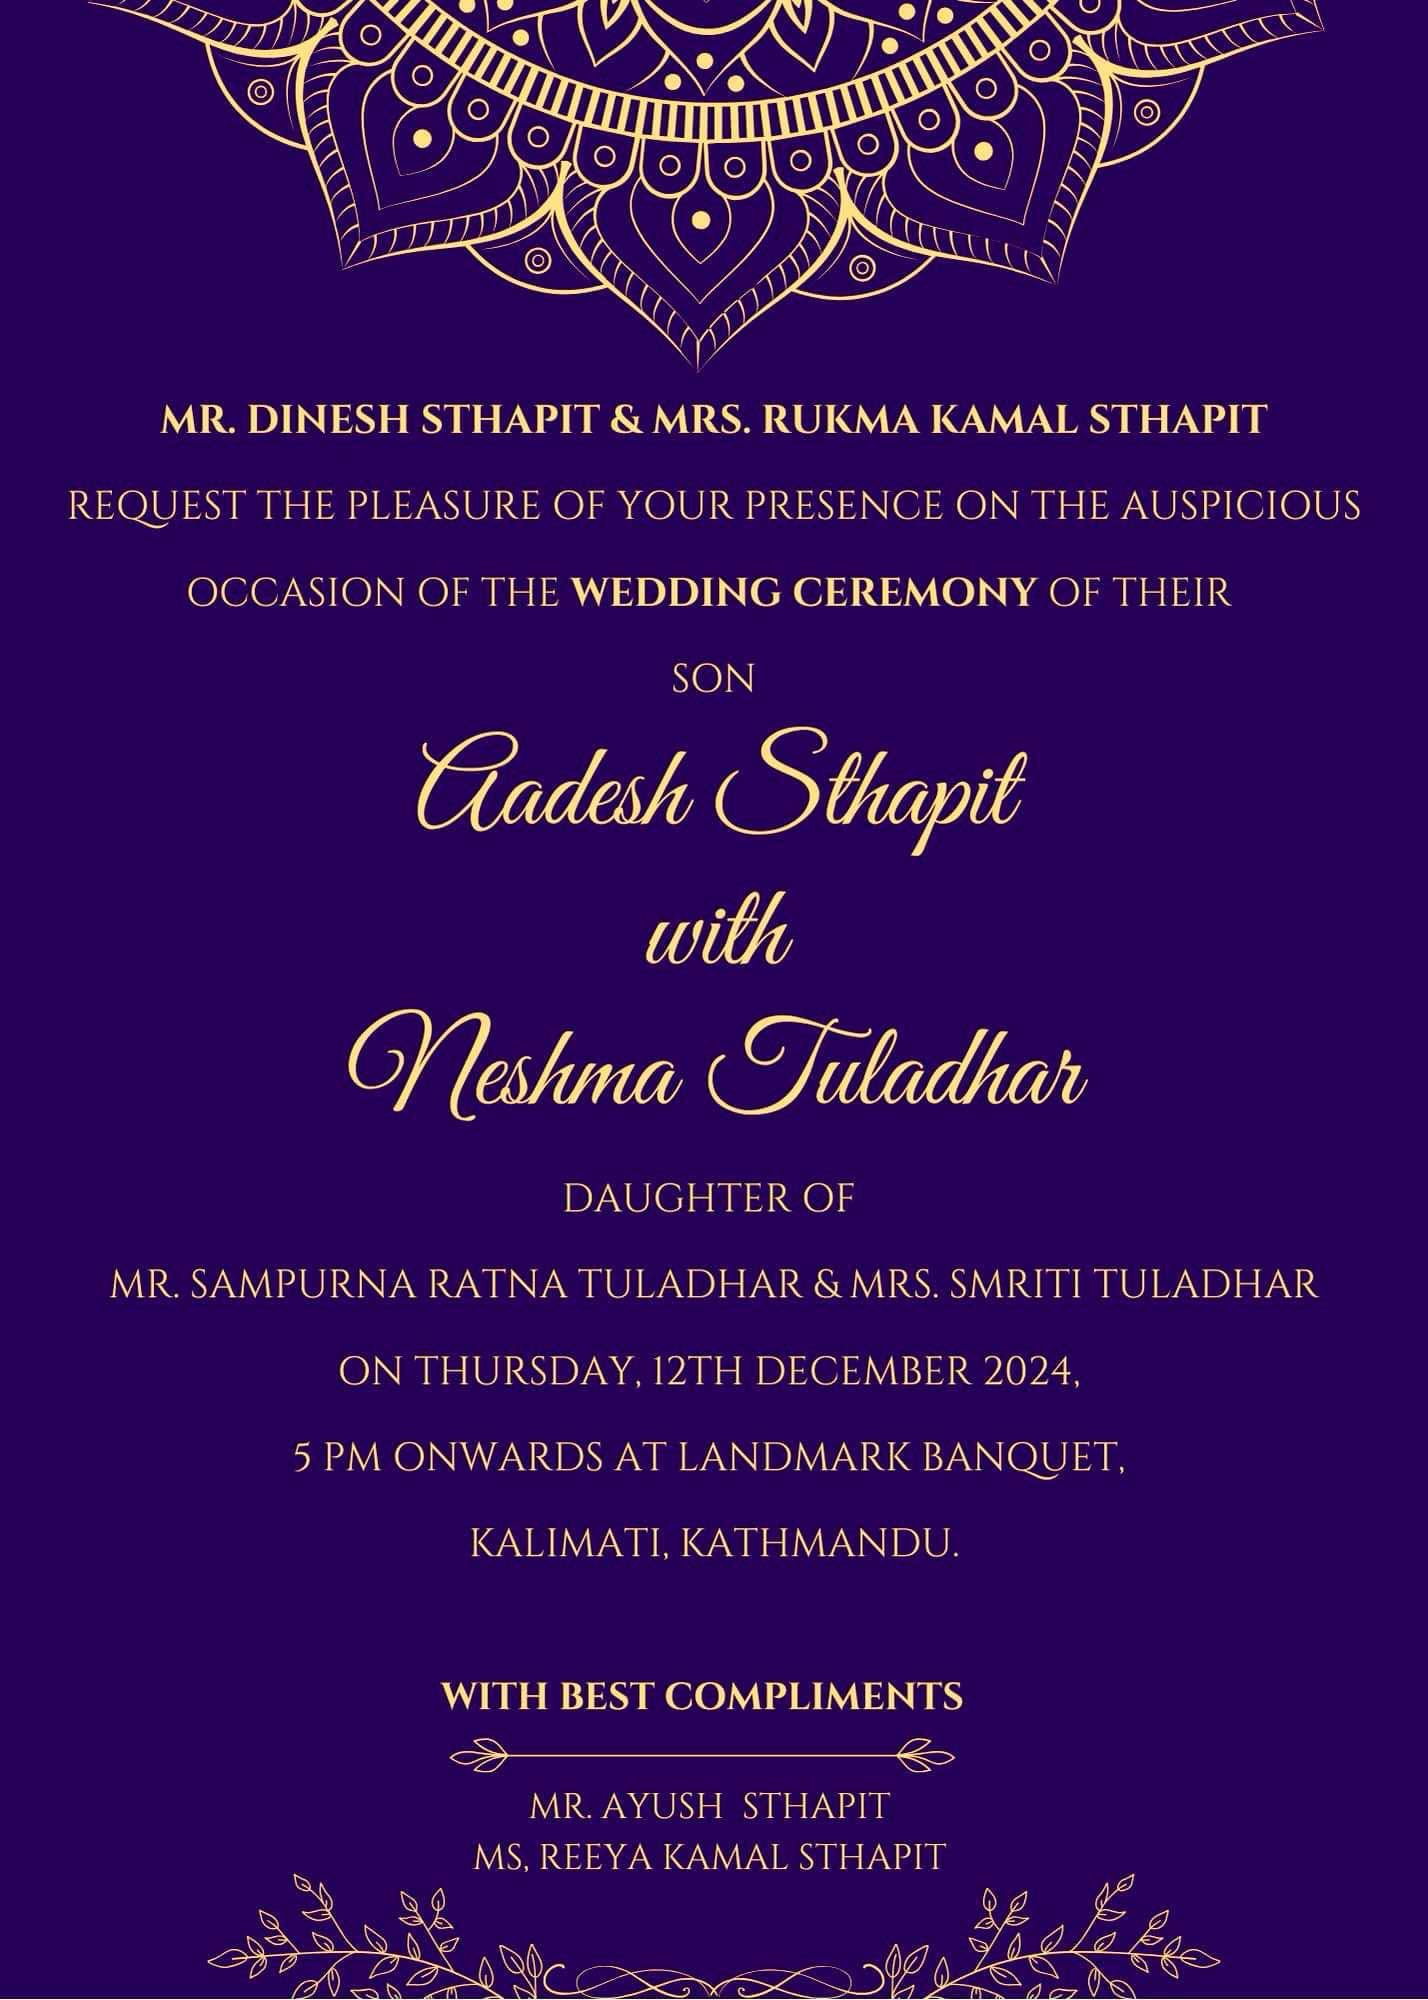 MR. DINESH STHAPIT & MRS. RUKMA KAMAL STHAPIT
REQUEST THE PLEASURE OF YOUR PRESENCE ON THE AUSPICIOUS
OCCASION OF THE WEDDING CEREMONY OF THEIR
SON
Aadesh Sthapit
with
Neshma Tuladhar
DAUGHTER OF
MR. SAMPURNA RATNA TULADHAR & MRS. SMRITI TULADHAR
ON THURSDAY, 12TH DECEMBER 2024,
5 PM ONWARDS AT LANDMARK BANQUET,
KALIMATI, KATHMANDU.
WITH BEST COMPLIMENTS
MR. AYUSH STHAPIT
MS, REEYA KAMAL STHAPIT